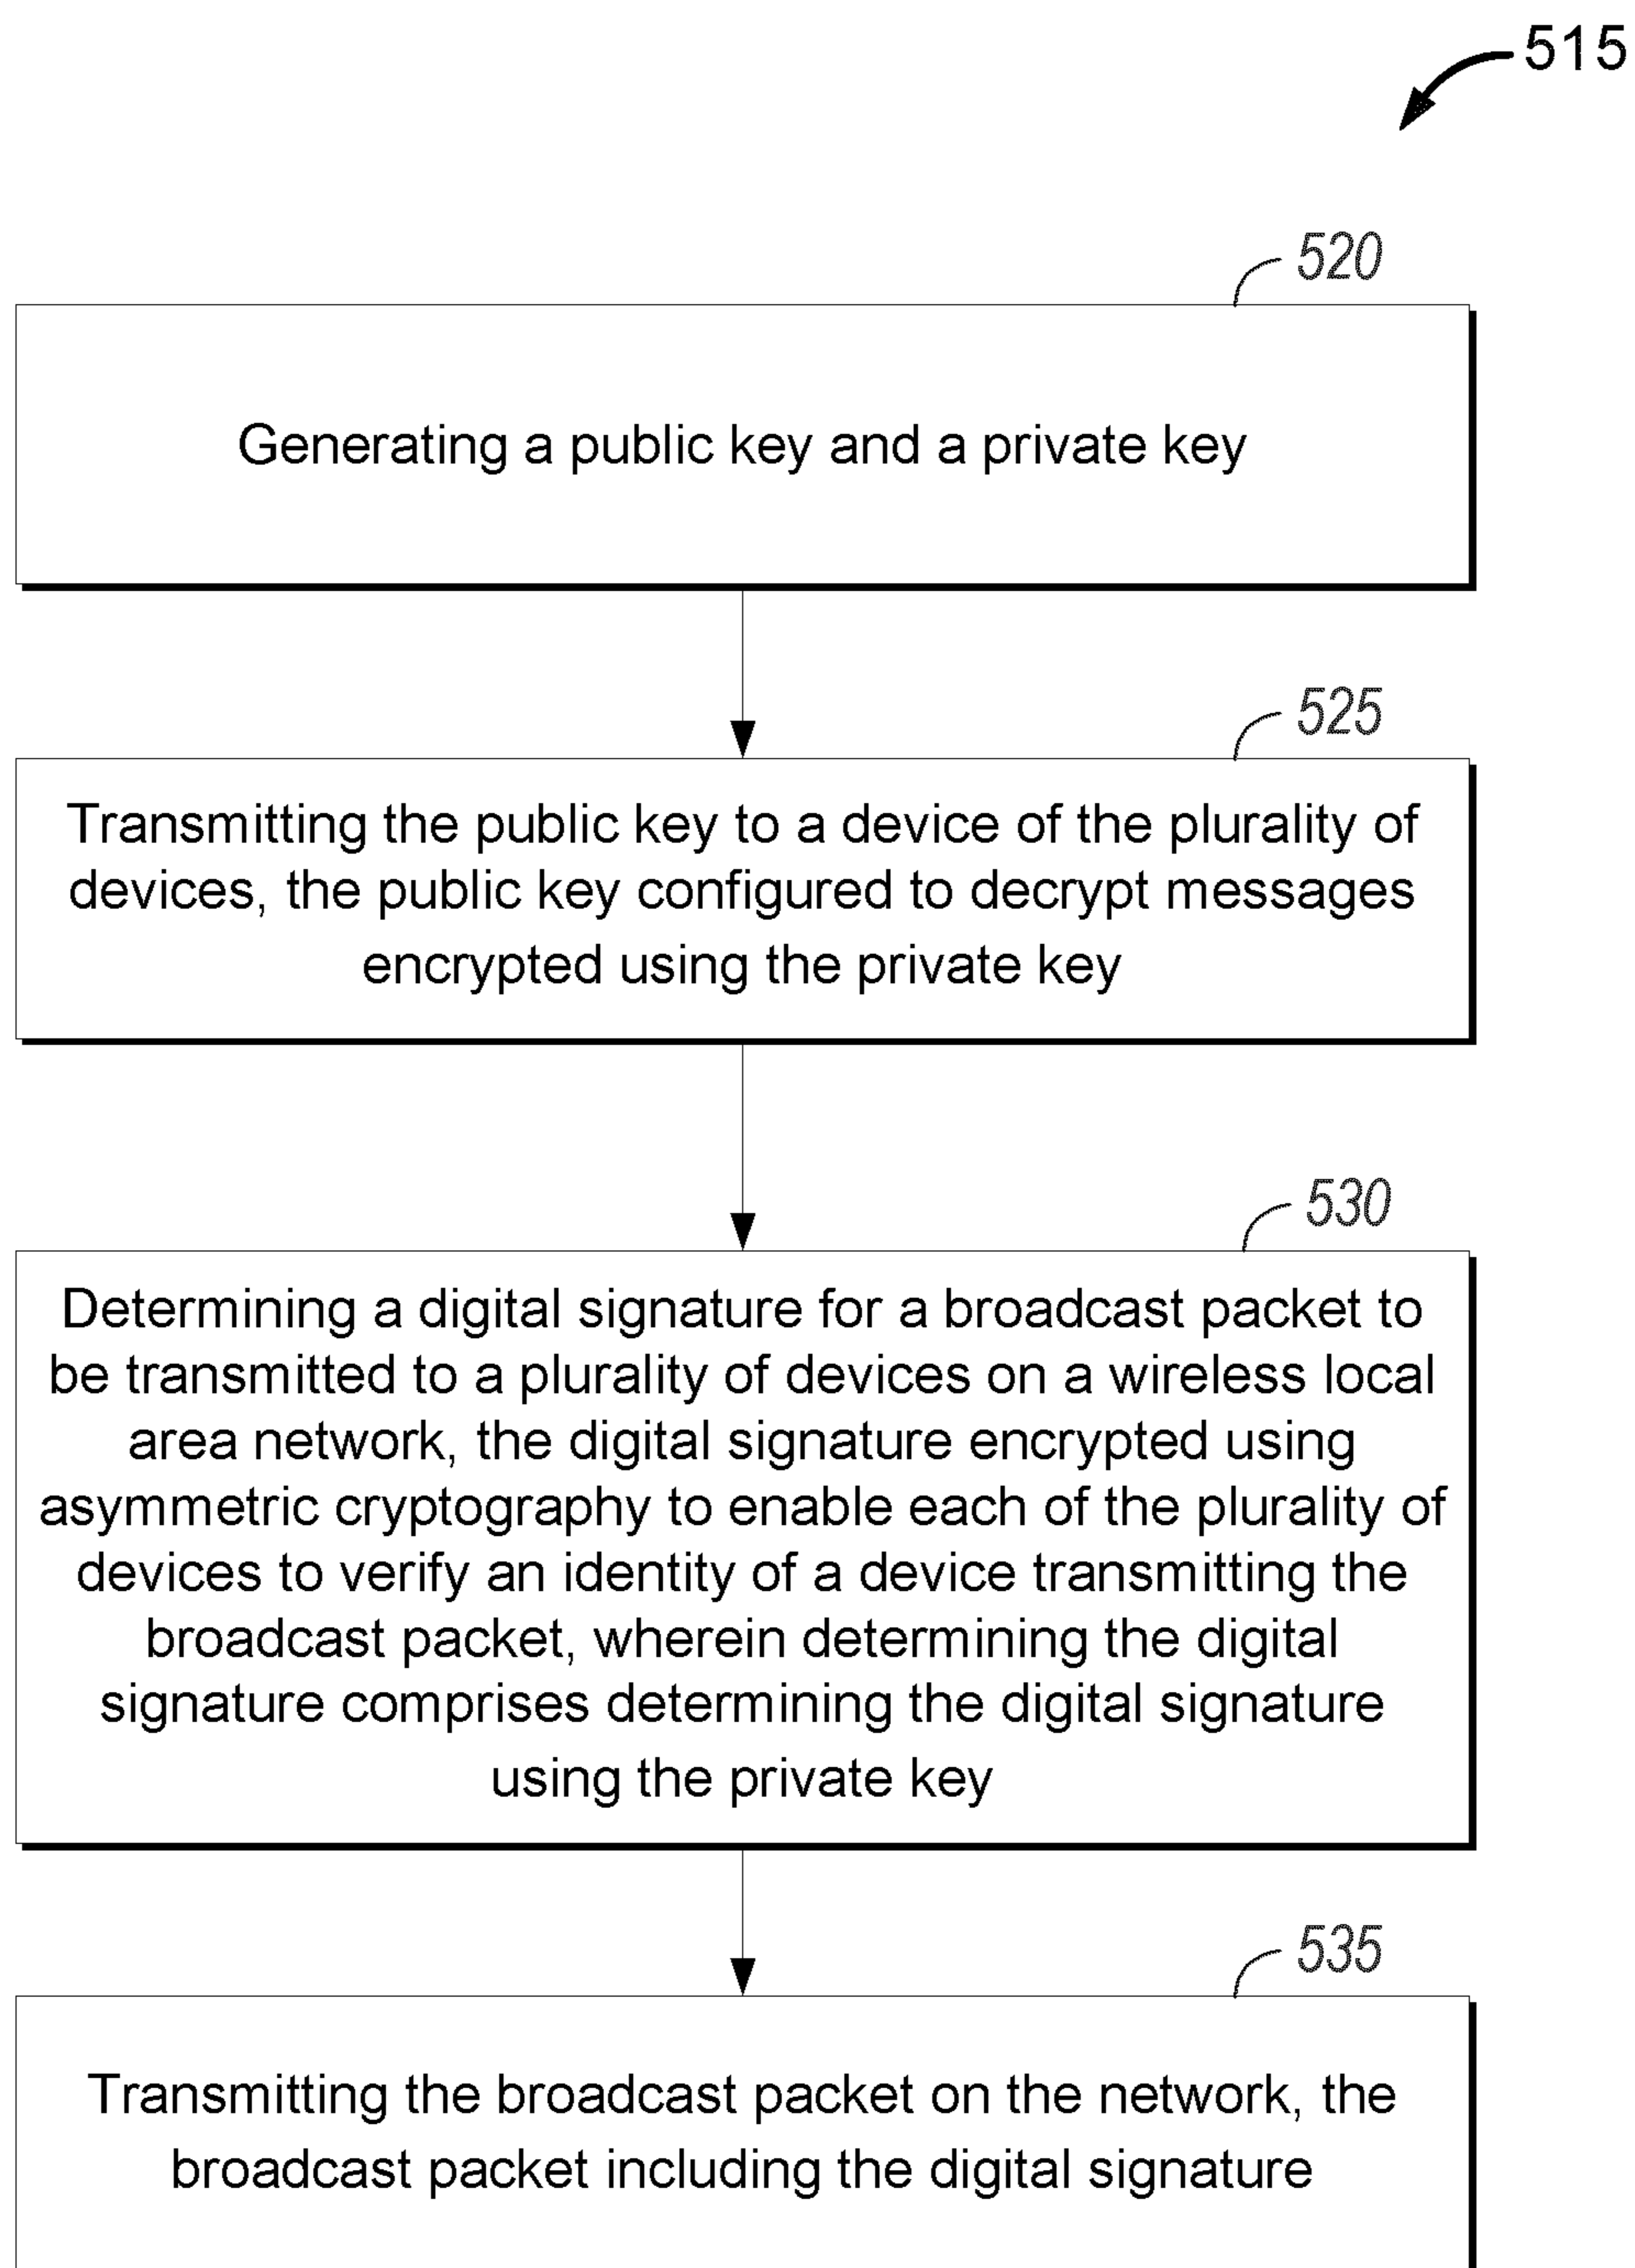 515
520
Generating a public key and a private key
525
Transmitting the public key to a device of the plurality of
devices, the public key configured to decrypt messages
encrypted using the private key
530
Determining a digital signature for a broadcast packet to
be transmitted to a plurality of devices on a wireless local
area network, the digital signature encrypted using
asymmetric cryptography to enable each of the plurality of
devices to verify an identity of a device transmitting the
broadcast packet, wherein determining the digital
signature comprises determining the digital signature
using the private key
535
Transmitting the broadcast packet on the network, the
broadcast packet including the digital signature